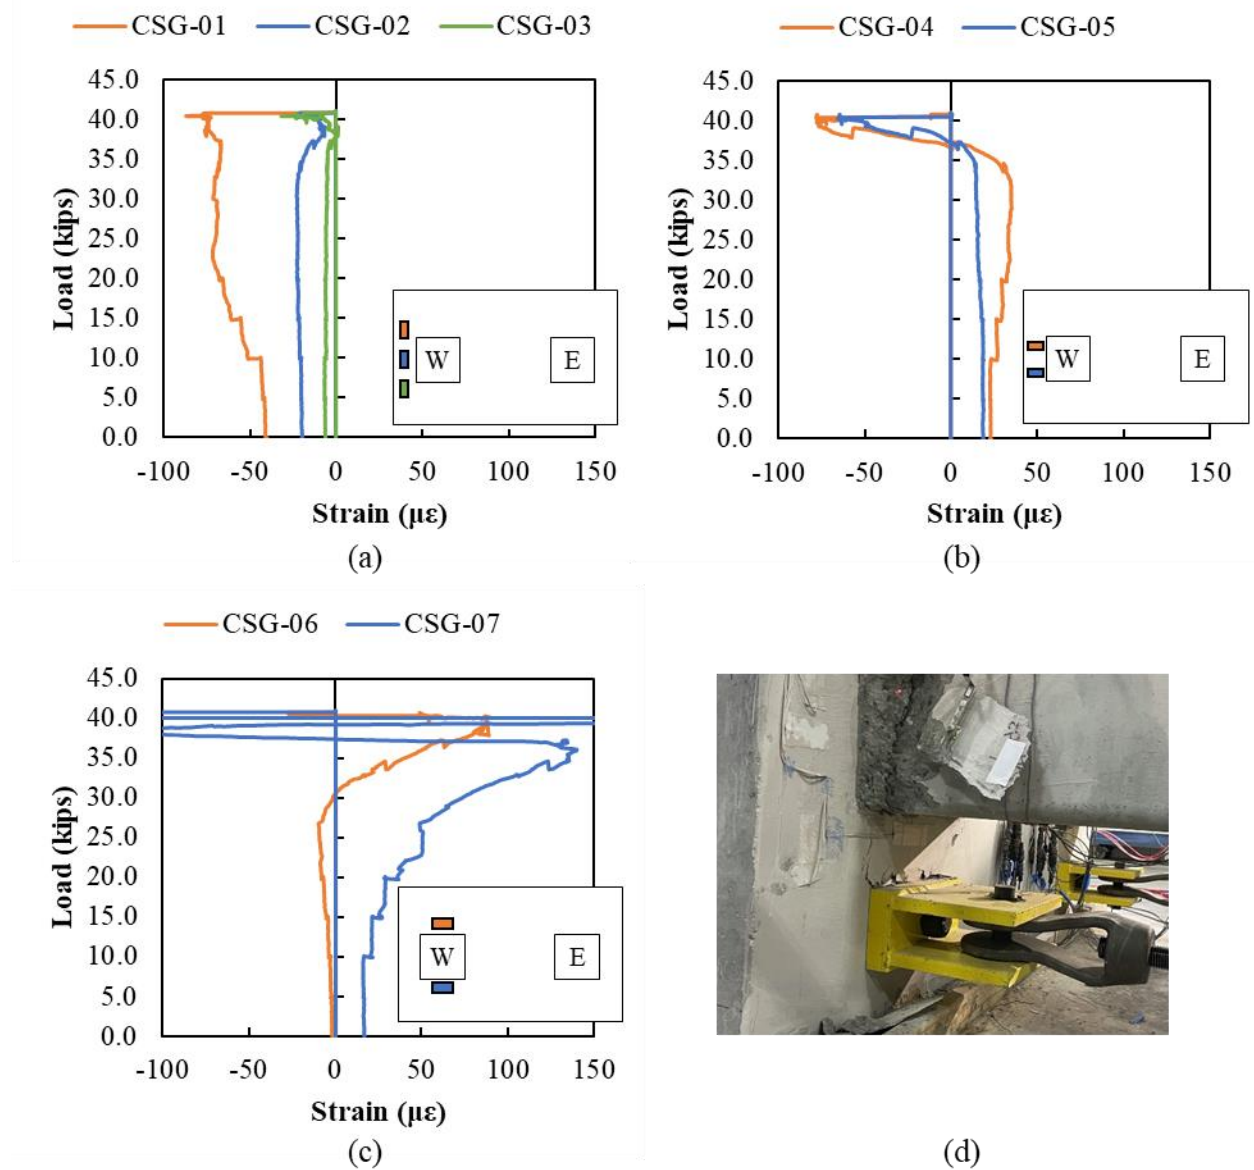 CSG-01 CSG-02 CSG-03
45.0
40.0
35.0
30.0
25.0
20.0
15.0
10.0
5.0
0.0
Load (kips)
W E
-100 -50 0 50 100 150
Strain (με)
(a)
CSG-04 CSG-05
45.0
40.0
35.0
30.0
25.0
20.0
15.0
10.0
5.0
0.0
Load (kips)
W E
-100 -50 0 50 100 150
Strain (με)
(b)
CSG-06 CSG-07
45.0
40.0
35.0
30.0
25.0
20.0
15.0
10.0
5.0
0.0
Load (kips)
W E
-100 -50 0 50 100 150
Strain (με)
(c)
(d)